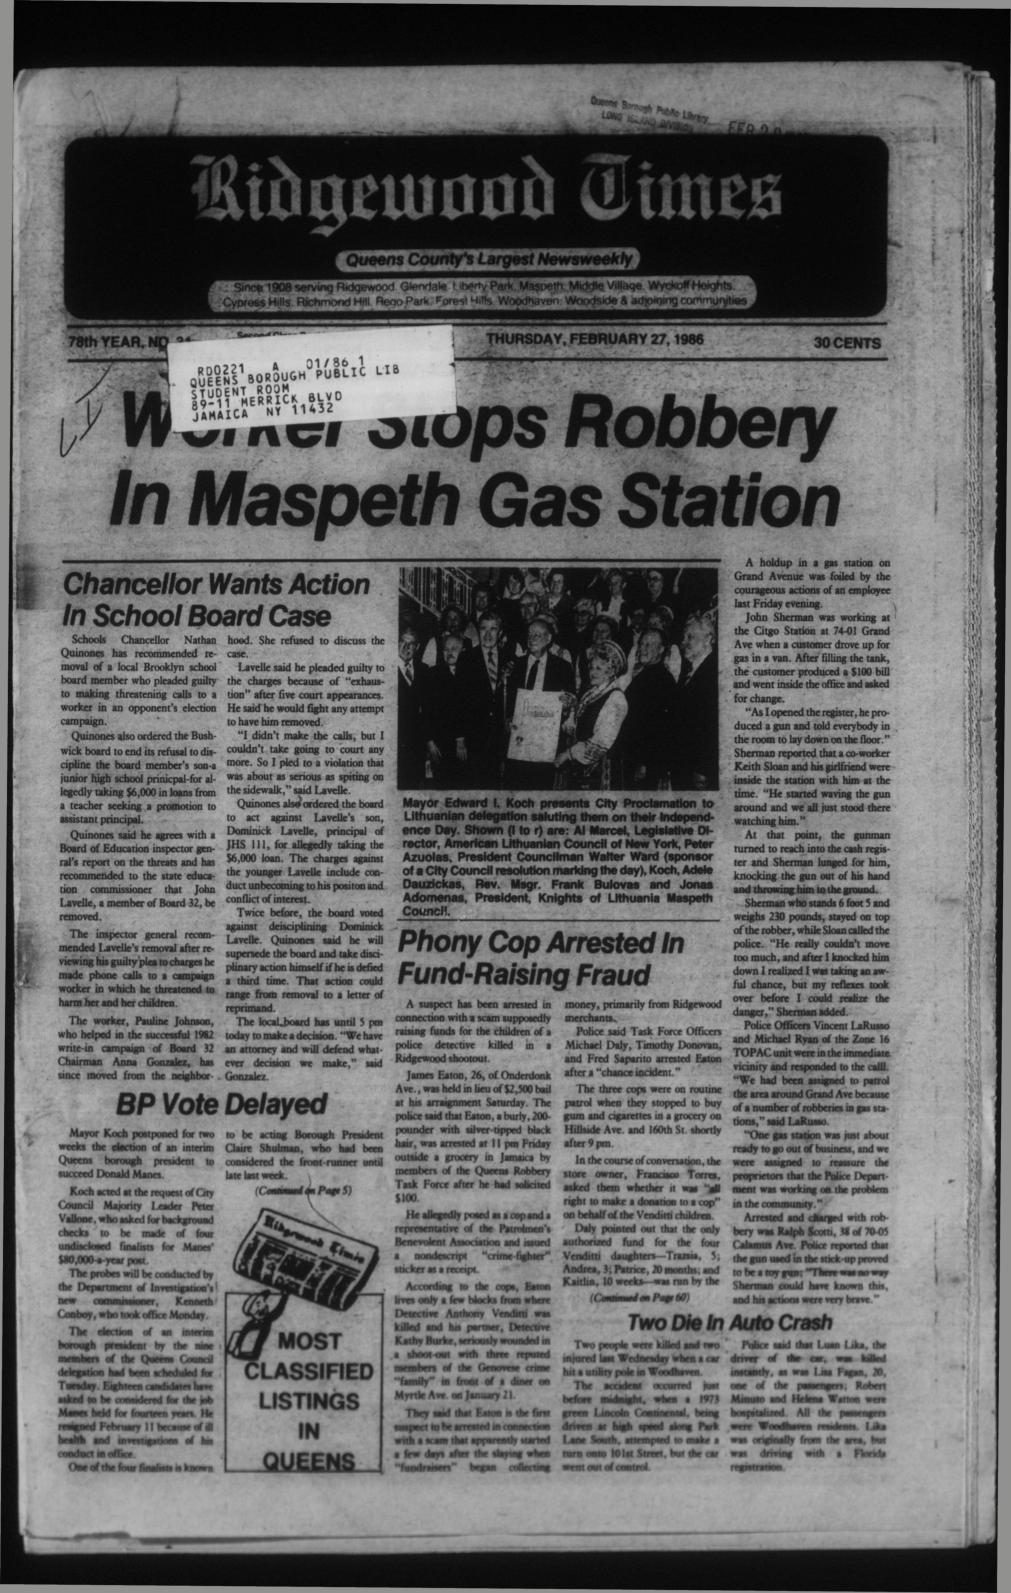 Queens Borough Public Library
LONG ISLAND DIVISION
FEB 2
Ridgewood Times
Queens County's Largest Newsweekly
Since 1908 serving Ridgewood, Glendale, Liberty Park, Maspeth, Middle Village, Wyckoff Heights,
Cypress Hills, Richmond Hill, Rego Park, Forest Hills, Woodhaven, Woodside & adjoining communities
78th YEAR, NO.
THURSDAY, FEBRUARY 27, 1986
30 CENTS
RD0221 A 01/86 1
QUEENS BOROUGH PUBLIC LIB
STUDENT ROOM
89-11 MERRICK BLVD
JAMAICA NY 11432
LI
Worker Stops Robbery
In Maspeth Gas Station
Chancellor Wants Action
In School Board Case
Schools Chancellor Nathan
Quinones has recommended re-
moval of a local Brooklyn school
board member who pleaded guilty
to making threatening calls to a
worker in an opponent's election
campaign.
Quinones also ordered the Bush-
wick board to end its refusal to dis-
cipline the board member's son-a
junior high school prinicpal-for al-
legedly taking $6,000 in loans from
a teacher seeking a promotion to
assistant principal.
Quinones said he agrees with a
Board of Education inspector gen-
ral's report on the threats and has
recommended to the state educa-
tion commissioner that John
Lavelle, a member of Board 32, be
removed.
The inspector general recom-
mended Lavelle's removal after re-
viewing his guilty plea to charges he
made phone calls to a campaign
worker in which he threatened to
harm her and her children.
The worker, Pauline Johnson,
who helped in the successful 1982
write-in campaign of Board 32
Chairman Anna Gonzalez, has
since moved from the neighbor-
hood. She refused to discuss the
case.
Lavelle said he pleaded guilty to
the charges because of "exhaus-
tion" after five court appearances.
He said he would fight any attempt
to have him removed.
"I didn't make the calls, but I
couldn't take going to court any
more. So I pled to a violation that
was about as serious as spiting on
the sidewalk," said Lavelle.
Quinones also ordered the board
to act against Lavelle's son,
Dominick Lavelle, principal of
JHS 111, for allegedly taking the
$6,000 loan. The charges against
the younger Lavelle include con-
duct unbecoming to his positon and
conflict of interest.
Twice before, the board voted
against deisciplining Dominick
Lavelle. Quinones said he will
supersede the board and take disci-
plinary action himself if he is defied
a third time. That action could
range from removal to a letter of
reprimand.
The local board has until 5 pm
today to make a decision. "We have
an attorney and will defend what-
ever decision we make," said
Gonzalez.
BP Vote Delayed
Mayor Koch postponed for two
weeks the election of an interim
Queens borough president to
succeed Donald Manes.
Koch acted at the request of City
Council Majority Leader Peter
Vallone, who asked for background
checks to be made of four
undisclosed finalists for Manes'
$80,000-a-year post.
The probes will be conducted by
the Department of Investigation's
new commissioner, Kenneth
Conboy, who took office Monday.
The election of an interim
borough president by the nine
members of the Queens Council
delegation had been scheduled for
Tuesday. Eighteen candidates have
asked to be considered for the job
Manes held for fourteen years. He
resigned February 11 because of ill
health and investigations of his
conduct in office.
One of the four finalists is known
to be acting Borough President
Claire Shulman, who had been
considered the front-runner until
late last week.
(Continued on Page 5)
Ridgewood Times
MOST
CLASSIFIED
LISTINGS
IN
QUEENS
Mayor Edward I. Koch presents City Proclamation to
Lithuanian delegation saluting them on their Independ-
ence Day. Shown (l to r) are: Al Marcel, Legislative Di-
rector, American Lithuanian Council of New York, Peter
Azuolas, President Councilman Walter Ward (sponsor
of a City Council resolution marking the day), Koch, Adele
Dauzickas, Rev. Msgr. Frank Bulovas and Jonas
Adomenas, President, Knights of Lithuania Maspeth
Council.
Phony Cop Arrested In
Fund-Raising Fraud
A suspect has been arrested in
connection with a scam supposedly
raising funds for the children of a
police detective killed in a
Ridgewood shootout.
James Eaton, 26, of Onderdonk
Ave., was held in lieu of $2,500 bail
at his arraignment Saturday. The
police said that Eaton, a burly, 200-
pounder with silver-tipped black
hair, was arrested at 11 pm Friday
outside a grocery in Jamaica by
members of the Queens Robbery
Task Force after he had solicited
$100.
He allegedly posed as a cop and a
representative of the Patrolmen's
Benevolent Association and issued
a nondescript "crime-fighter"
sticker as a receipt.
According to the cops, Eaton
lives only a few blocks from where
Detective Anthony Venditti was
killed and his partner, Detective
Kathy Burke, seriously wounded in
a shoot-out with three reputed
members of the Genovese crime
"family" in front of a diner on
Myrtle Ave. on January 21.
They said that Eaton is the first
suspect to be arrested in connection
with a scam that apparently started
a few days after the slaying when
"fundraisers" began collecting
money, primarily from Ridgewood
merchants.
Police said Task Force Officers
Michael Daly, Timothy Donovan,
and Fred Saparito arrested Eaton
after a "chance incident."
The three cops were on routine
patrol when they stopped to buy
gum and cigarettes in a grocery on
Hillside Ave. and 160th St. shortly
after 9 pm.
In the course of conversation, the
store owner, Francisco Torres,
asked them whether it was "all
right to make a donation to a cop"
on behalf of the Venditti children.
Daly pointed out that the only
authorized fund for the four
Venditti daughters—Trazsia, 5;
Andrea, 3; Patrice, 20 months; and
Kaitlin, 10 weeks—was run by the
(Continued on Page 60)
A holdup in a gas station on
Grand Avenue was foiled by the
courageous actions of an employee
last Friday evening.
John Sherman was working at
the Citgo Station at 74-01 Grand
Ave when a customer drove up for
gas in a van. After filling the tank,
the customer produced a $100 bill
and went inside the office and asked
for change.
"As I opened the register, he pro-
duced a gun and told everybody in
the room to lay down on the floor."
Sherman reported that a co-worker
Keith Sloan and his girlfriend were
inside the station with him at the
time. "He started waving the gun
around and we all just stood there
watching him."
At that point, the gunman
turned to reach into the cash regis-
ter and Sherman lunged for him,
knocking the gun out of his hand
and throwing him to the ground.
Sherman who stands 6 foot 5 and
weighs 230 pounds, stayed on top
of the robber, while Sloan called the
police. "He really couldn't move
too much, and after I knocked him
down I realized I was taking an aw-
ful chance, but my reflexes took
over before I could realize the
danger," Sherman added.
Police Officers Vincent LaRusso
and Michael Ryan of the Zone 16
TOPAC unit were in the immediate
vicinity and responded to the calll.
"We had been assigned to patrol
the area around Grand Ave because
of a number of robberies in gas sta-
tions," said LaRusso.
"One gas station was just about
ready to go out of business, and we
were assigned to reassure the
proprietors that the Police Depart-
ment was working on the problem
in the community."
Arrested and charged with rob-
bery was Ralph Scotti, 38 of 70-05
Calamus Ave. Police reported that
the gun used in the stick-up proved
to be a toy gun; "There was no way
Sherman could have known this,
and his actions were very brave."
Two Die In Auto Crash
Two people were killed and two
injured last Wednesday when a car
hit a utility pole in Woodhaven.
The accident occurred just
before midnight, when a 1973
green Lincoln Continental, being
driven at high speed along Park
Lane South, attempted to make a
turn onto 101st Street, but the car
went out of control.
Police said that Luan Lika, the
driver of the car, was killed
instantly, as was Lisa Fagan, 20,
one of the passengers; Robert
Minuto and Helena Watton were
hospitalized. All the passengers
were Woodhaven residents. Lika
was originally from the area, but
was driving with a Florida
registration.